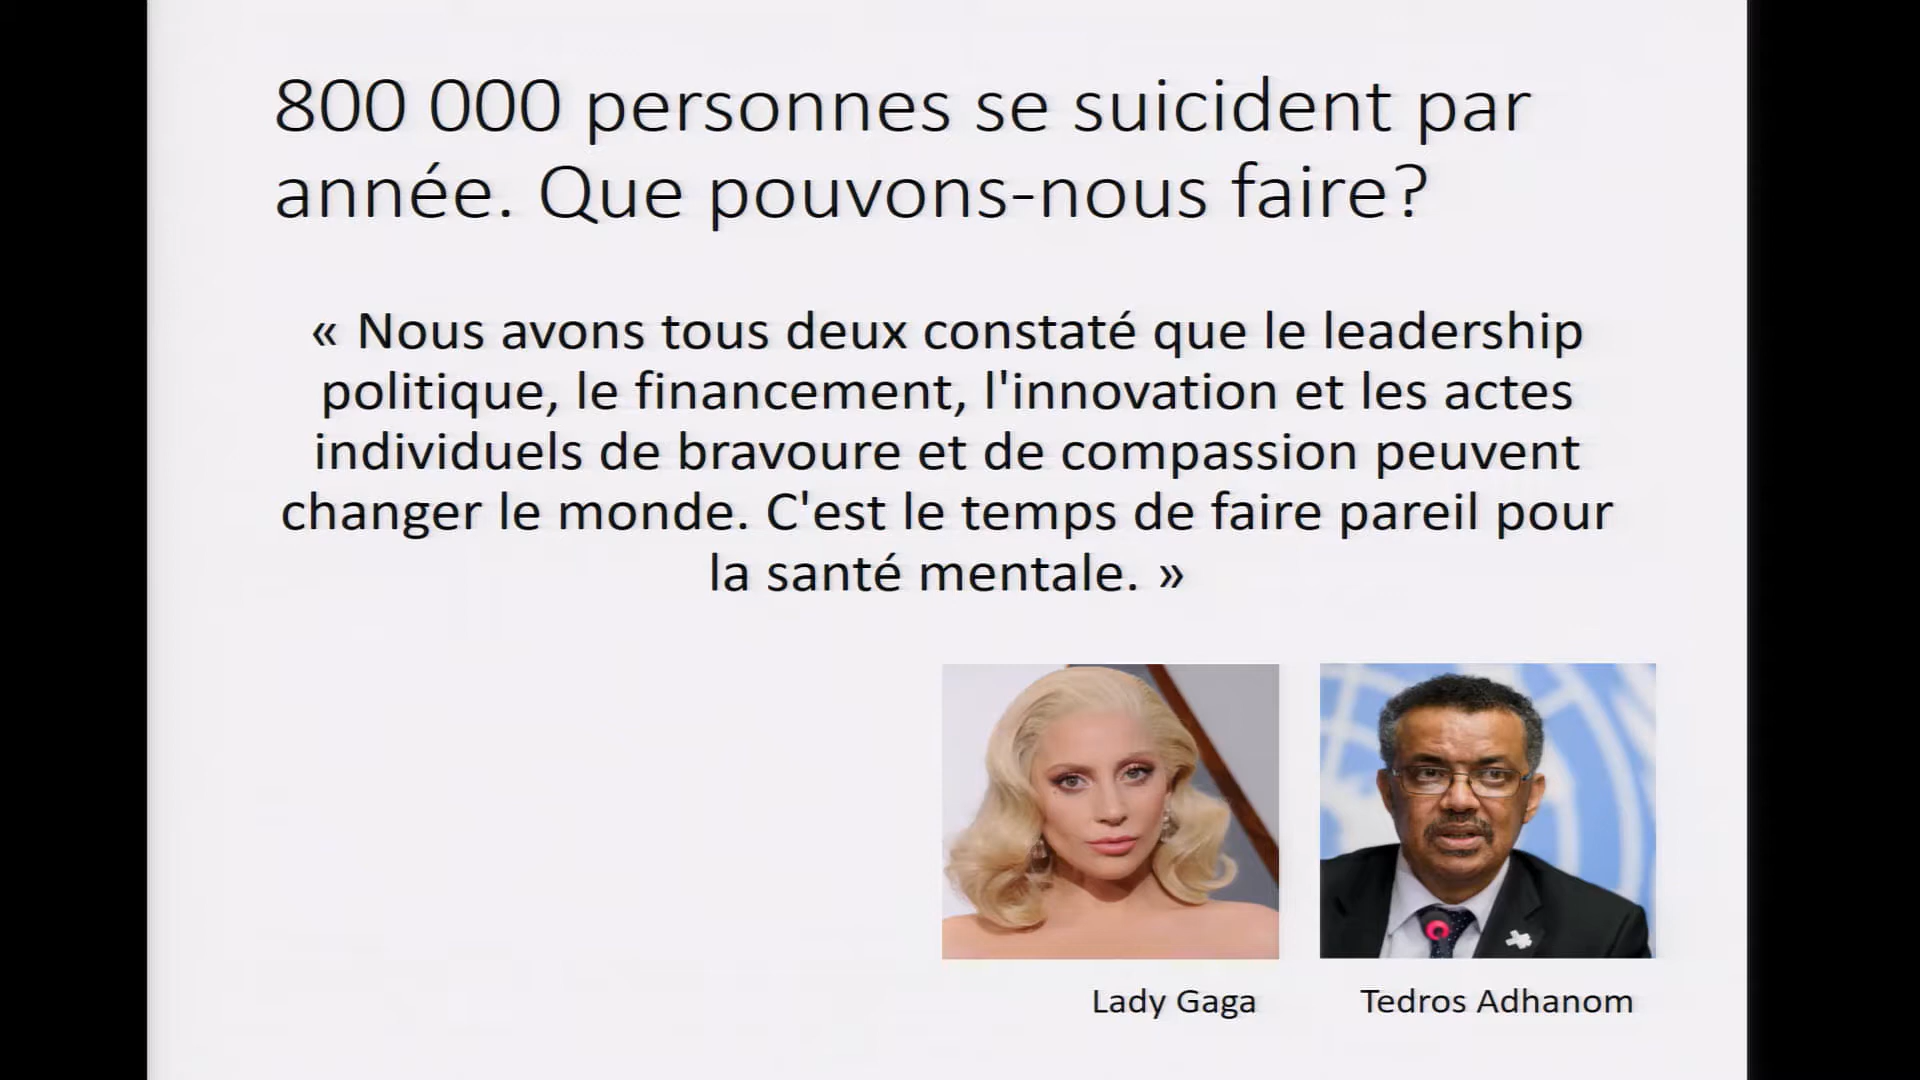 800 000 personnes se suicident par
année. Que pouvons-nous faire?
« Nous avons tous deux constaté que le leadership
politique, le financement, l'innovation et les actes
individuels de bravoure et de compassion peuvent
changer le monde. C'est le temps de faire pareil pour
la santé mentale. »
Lady Gaga
Tedros Adhanom